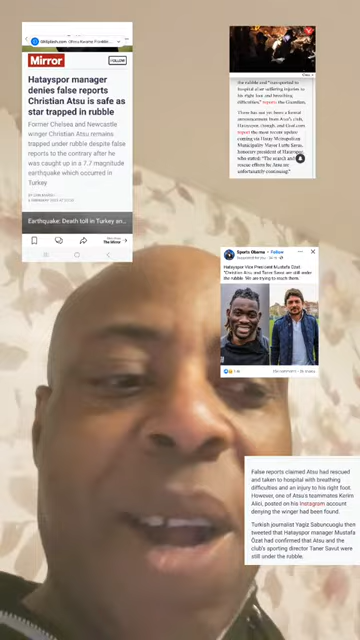 Mirror
FOLLOW
Hatayspor manager
denies false reports
Christian Atsu is safe as
star trapped in rubble
Former Chelsea and Newcastle
winger Christian Atsu remains
trapped under rubble despite false
reports to the contrary after he
was caught up in a 7.7 magnitude
earthquake which occurred in
Turkey
Earthquake: Death toll in Turkey an...
The Mirror
the rubble and "transported to
hospital after suffering injuries to
his right foot and breathing
difficulties," reports the Guardian.
There has not yet been a formal
announcement from Atsu's
club, Hatayspor, though, and
report the most recent update
coming via Hatay Metropolitan
Municipality Mayor Lutfu Savas,
honorary president of Hatayspor
who stated: "The search and
rescue efforts for Atsu are
unfortunately continuing."
Sports Obama · Follow
Hatayspor Vice President Mustafa Özat:
"Christian Atsu and Taner Savut are still under
the rubble. We are trying to reach them.
False reports claimed Atsu had rescued
and taken to hospital with breathing
difficulties and an injury to his right foot.
However, one of Atsu's teammates Kerim
Alici, posted on his Instagram account
denying the winger had been found.
Turkish journalist Yagiz Sabuncuoglu then
tweeted that Hatayspor manager Mustafa
Özat had confirmed that Atsu and the
club's sporting director Taner Savut were
still under the rubble.